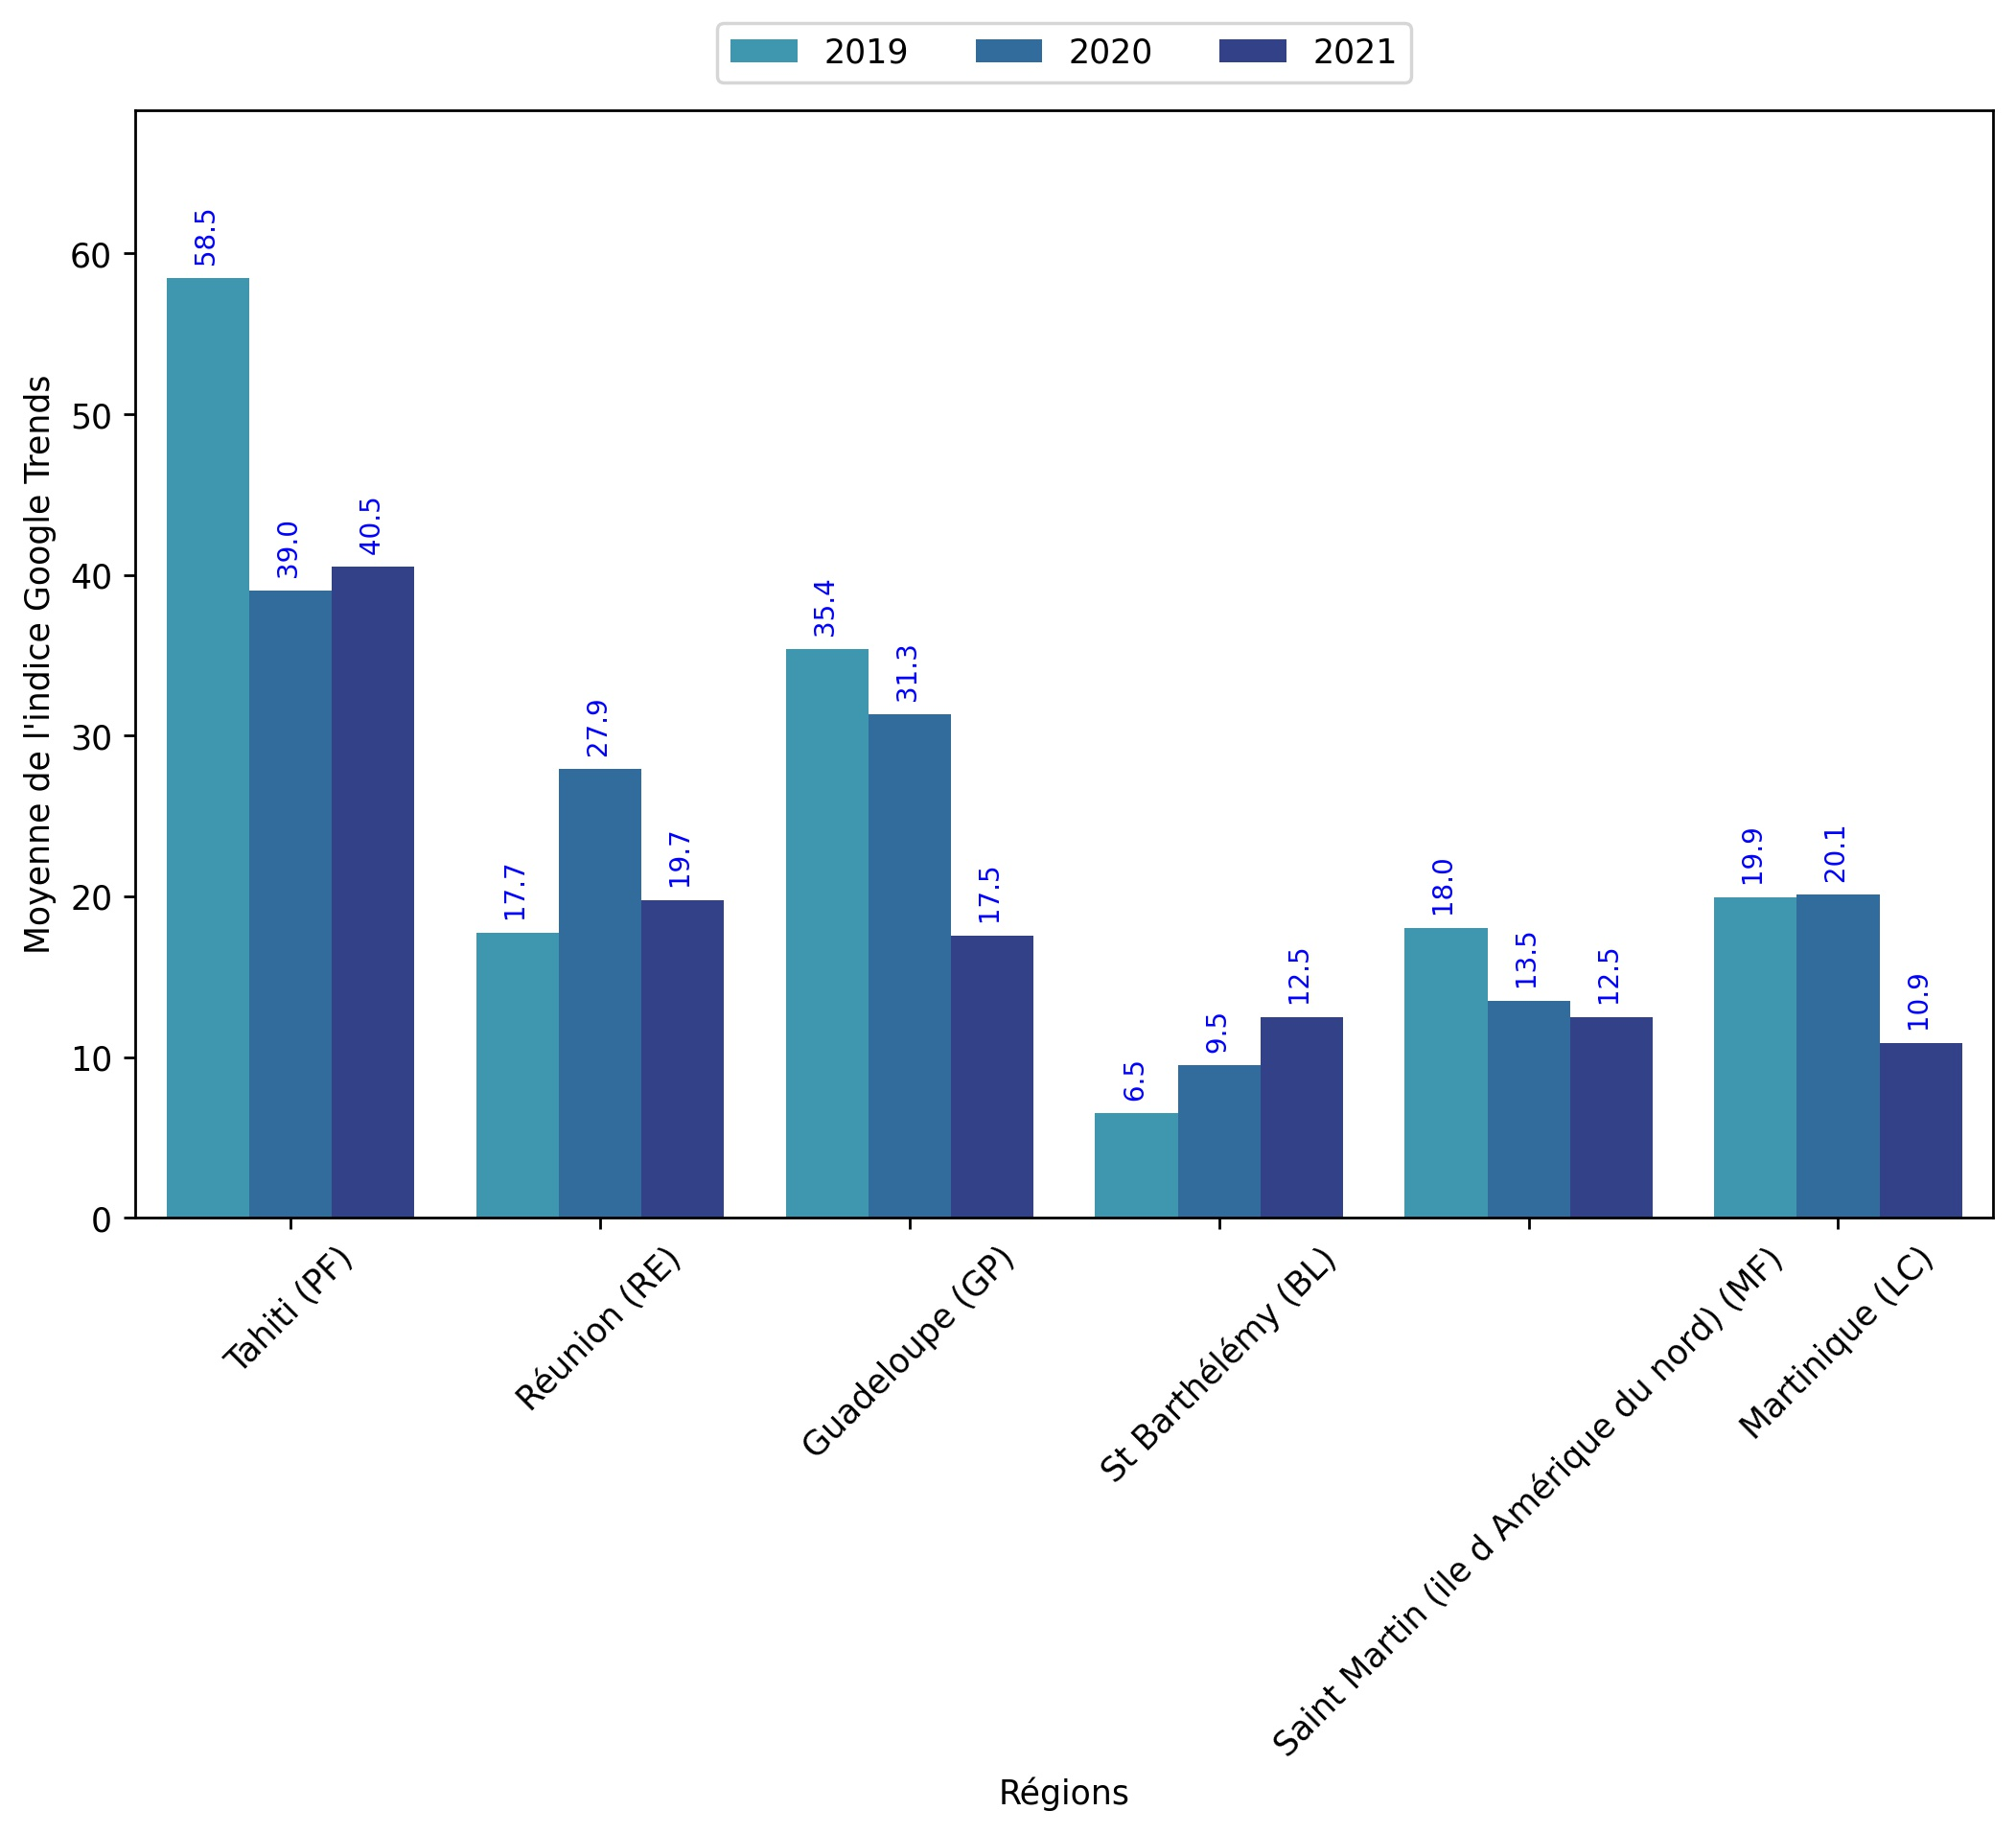 2019 2020 2021
Moyenne de l'indice Google Trends
60
50
40
30
20
10
0
58.5 39.0 40.5
17.7 27.9 19.7
35.4 31.3 17.5
6.5 9.5 12.5
18.0 13.5 12.5
19.9 20.1 10.9
Tahiti (PF)
Réunion (RE)
Guadeloupe (GP)
St Barthélémy (BL)
Saint Martin (ile d Amérique du nord) (MF)
Martinique (LC)
Régions